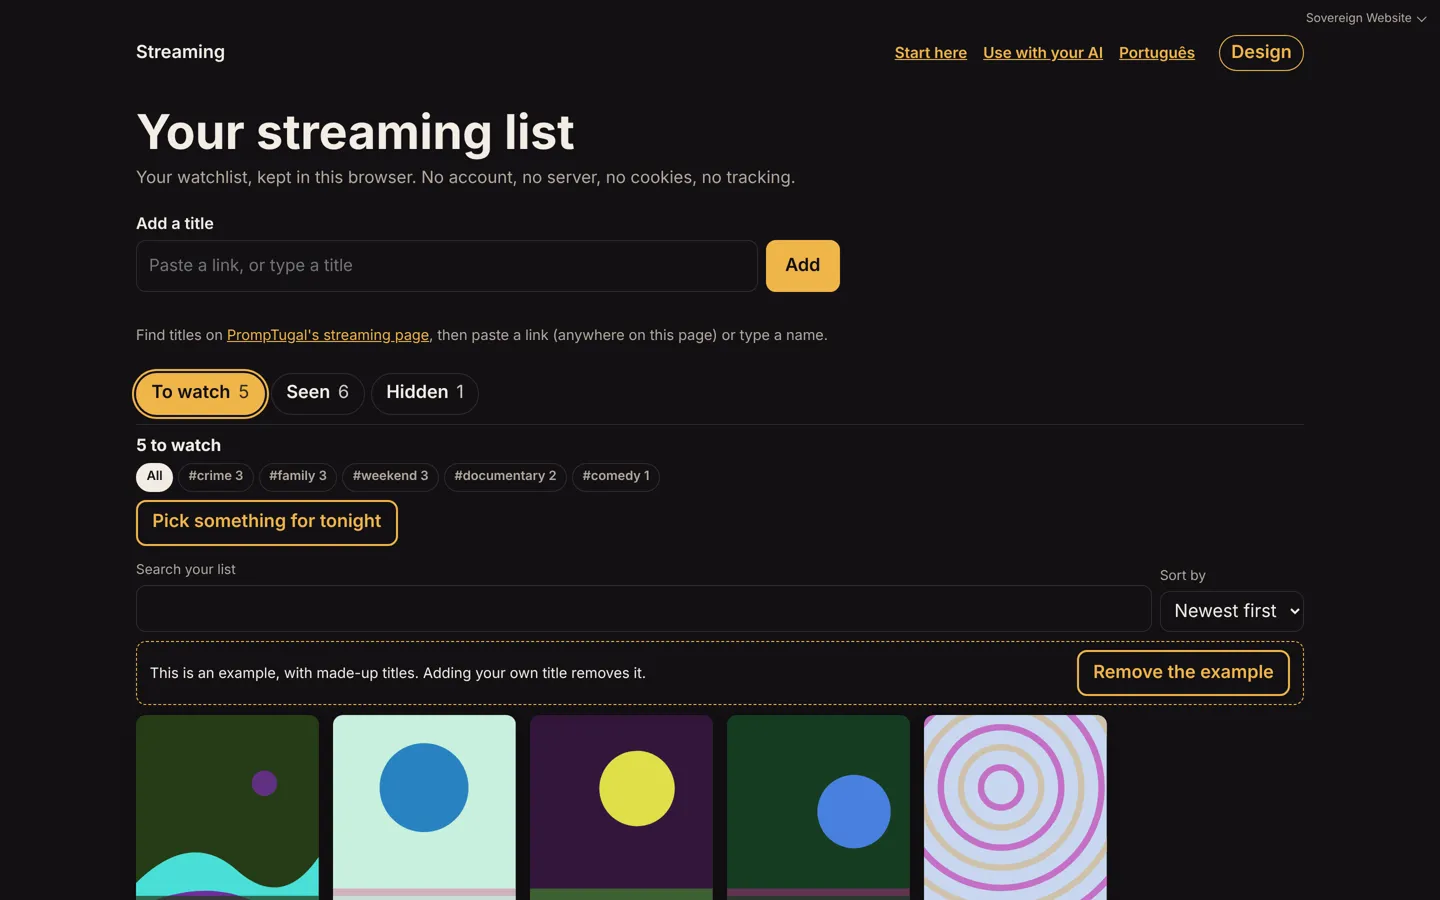 Sovereign Website
Streaming
Start here
Use with your AI
Português
Design
Your streaming list
Your watchlist, kept in this browser. No account, no server, no cookies, no tracking.
Add a title
Paste a link, or type a title
Add
Find titles on PrompTugal's streaming page, then paste a link (anywhere on this page) or type a name.
To watch 5
Seen 6
Hidden 1
5 to watch
All
#crime 3
#family 3
#weekend 3
#documentary 2
#comedy 1
Pick something for tonight
Search your list
Sort by
Newest first
This is an example, with made-up titles. Adding your own title removes it.
Remove the example